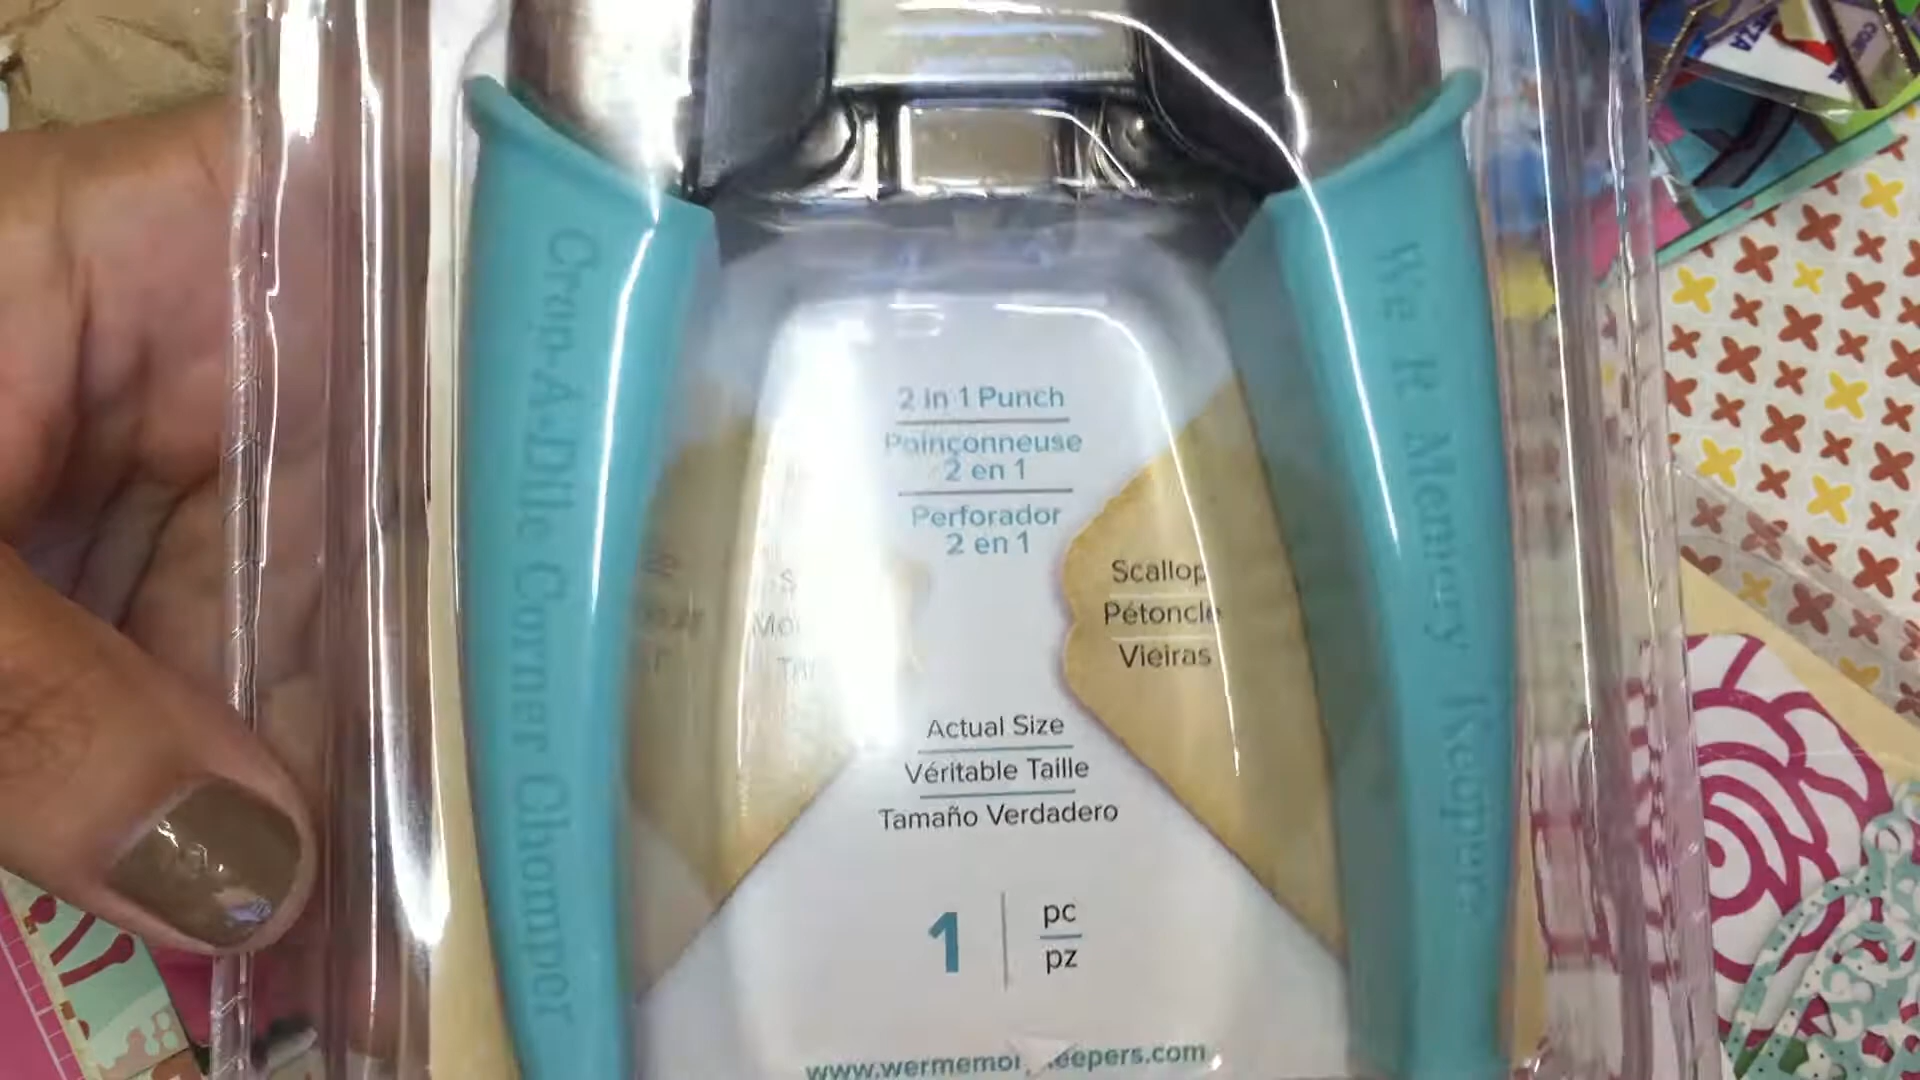 Crop-A-Dile Corner Chomper
We R Memory Keepers
2 in 1 Punch
Poinçonneuse
2 en 1
Perforador
2 en 1
Scallop
Pétoncle
Vieiras
Actual Size
Véritable Taille
Tamaño Verdadero
1
pc
pz